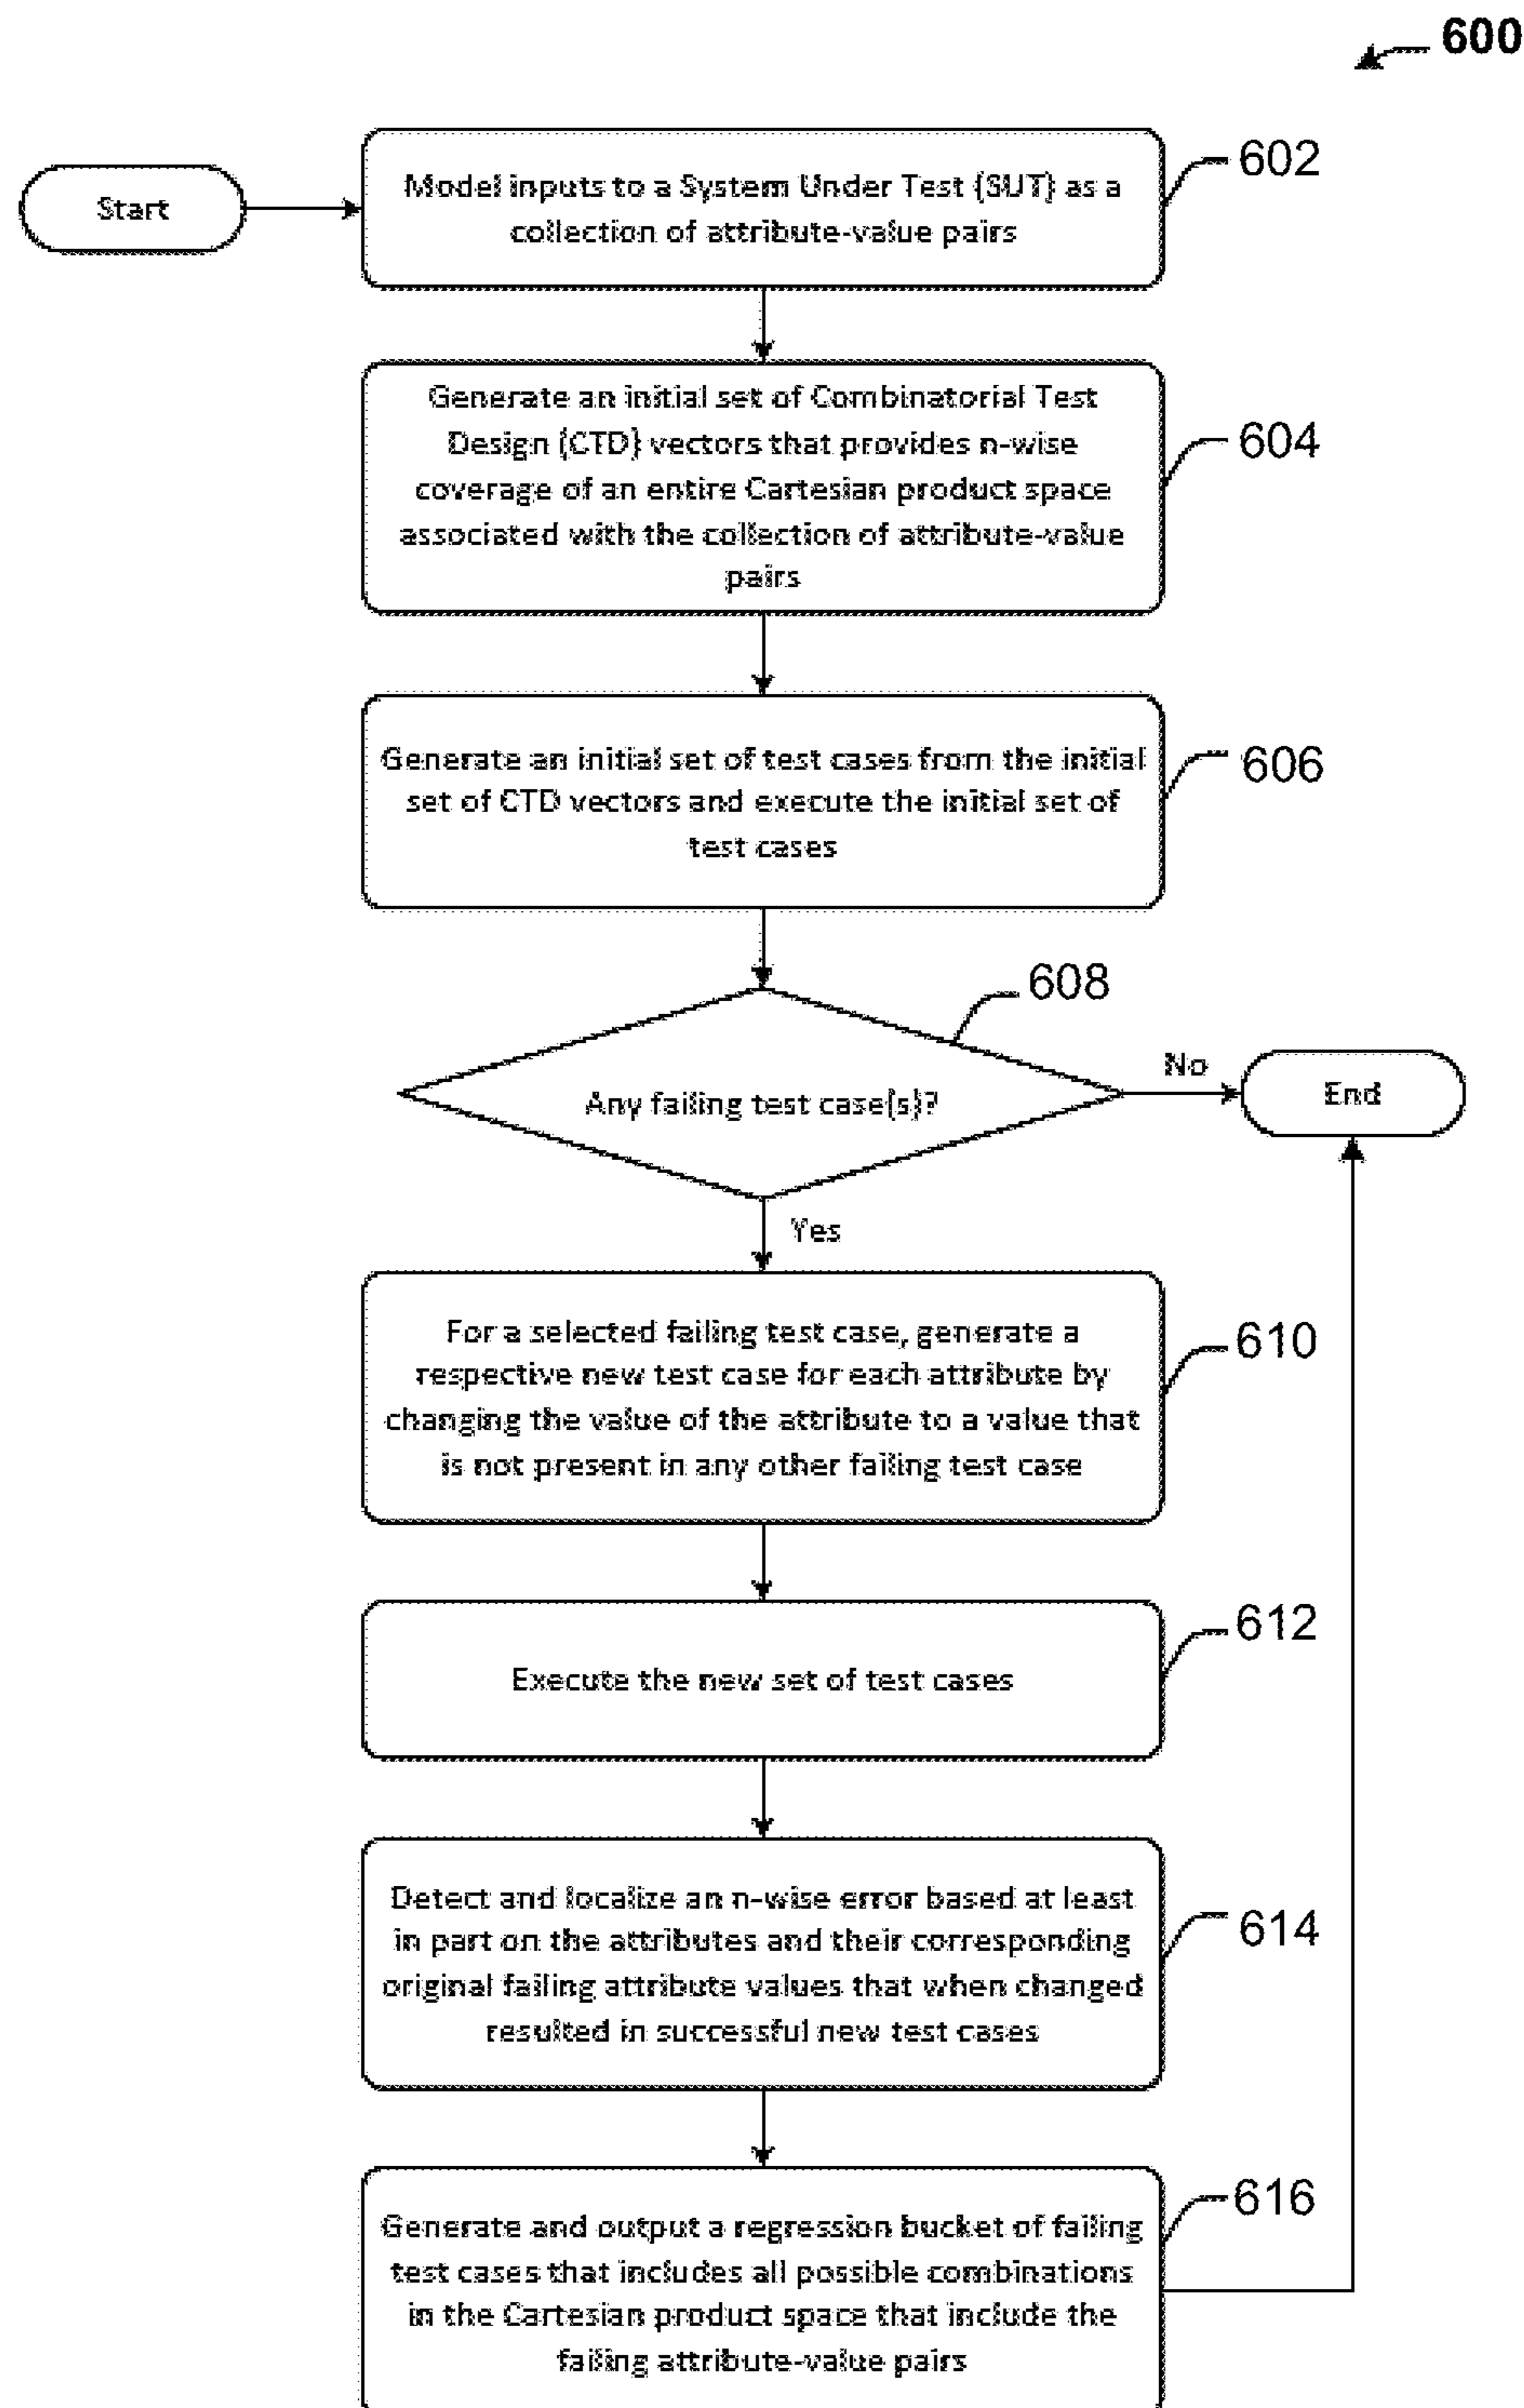 600
Start
Model inputs to a System Under Test (SUT) as a
collection of attribute-value pairs
602
Generate an initial set of Combinatorial Test
Design (CTD) vectors that provides n-wise
coverage of an entire Cartesian product space
associated with the collection of attribute-value
pairs
604
Generate an initial set of test cases from the initial
set of CTD vectors and execute the initial set of
test cases
606
608
Any failing test case(s)?
No
End
Yes
For a selected failing test case, generate a
respective new test case for each attribute by
changing the value of the attribute to a value that
is not present in any other failing test case
610
Execute the new set of test cases
612
Detect and localize an n-wise error based at least
in part on the attributes and their corresponding
original failing attribute values that when changed
resulted in successful new test cases
614
Generate and output a regression bucket of failing
test cases that includes all possible combinations
in the Cartesian product space that include the
failing attribute-value pairs
616